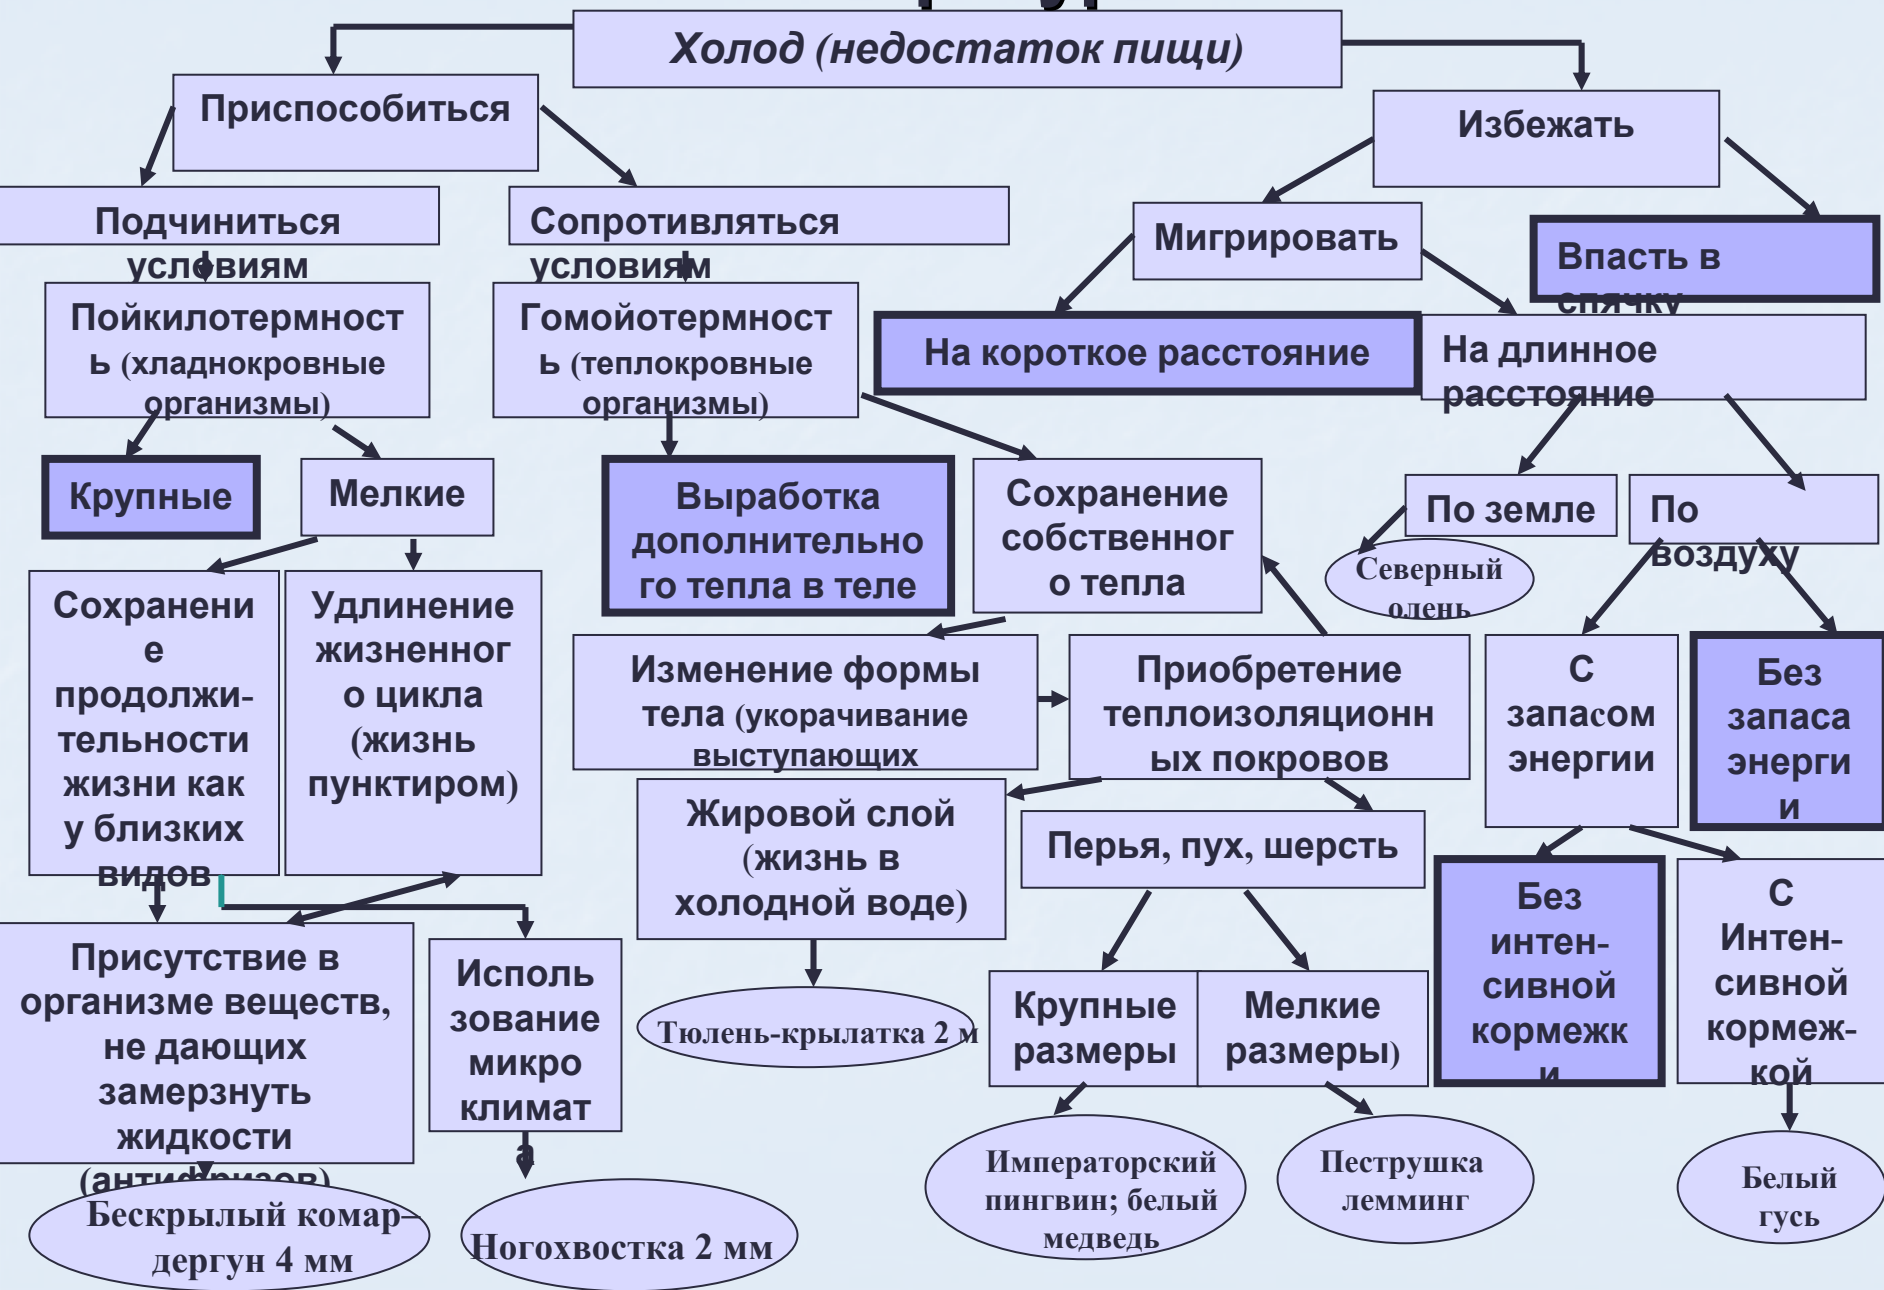 Холод (недостаток пищи)
Приспособиться
Избежать
Подчиниться
условиям
Сопротивляться
условиям
Мигрировать
Впасть в
спячку
Пойкилотермност
ь (хладнокровные
организмы)
Гомойотермност
ь (теплокровные
организмы)
На короткое расстояние
На длинное
расстояние
Крупные
Мелкие
Выработка
дополнительно
го тепла в теле
Сохранение
собственног
о тепла
По земле
По
воздуху
Северный
олень
Сохранени
е
продолжи-
тельности
жизни как
у близких
видов
Удлинение
жизненног
о цикла
(жизнь
пунктиром)
Изменение формы
тела (укорачивание
выступающих
Приобретение
теплоизоляционн
ых покровов
С
запасом
энергии
Без
запаса
энерги
и
Жировой слой
(жизнь в
холодной воде)
Перья, пух, шерсть
Без
интен-
сивной
кормежк
и
С
Интен-
сивной
кормеж-
кой
Присутствие в
организме веществ,
не дающих
замерзнуть
жидкости
(антифризов)
Исполь
зование
микро
климат
а
Тюлень-крылатка 2 м
Крупные
размеры
Мелкие
размеры)
Бескрылый комар–
дергун 4 мм
Ногохвостка 2 мм
Императорский
пингвин; белый
медведь
Пеструшка
лемминг
Белый
гусь